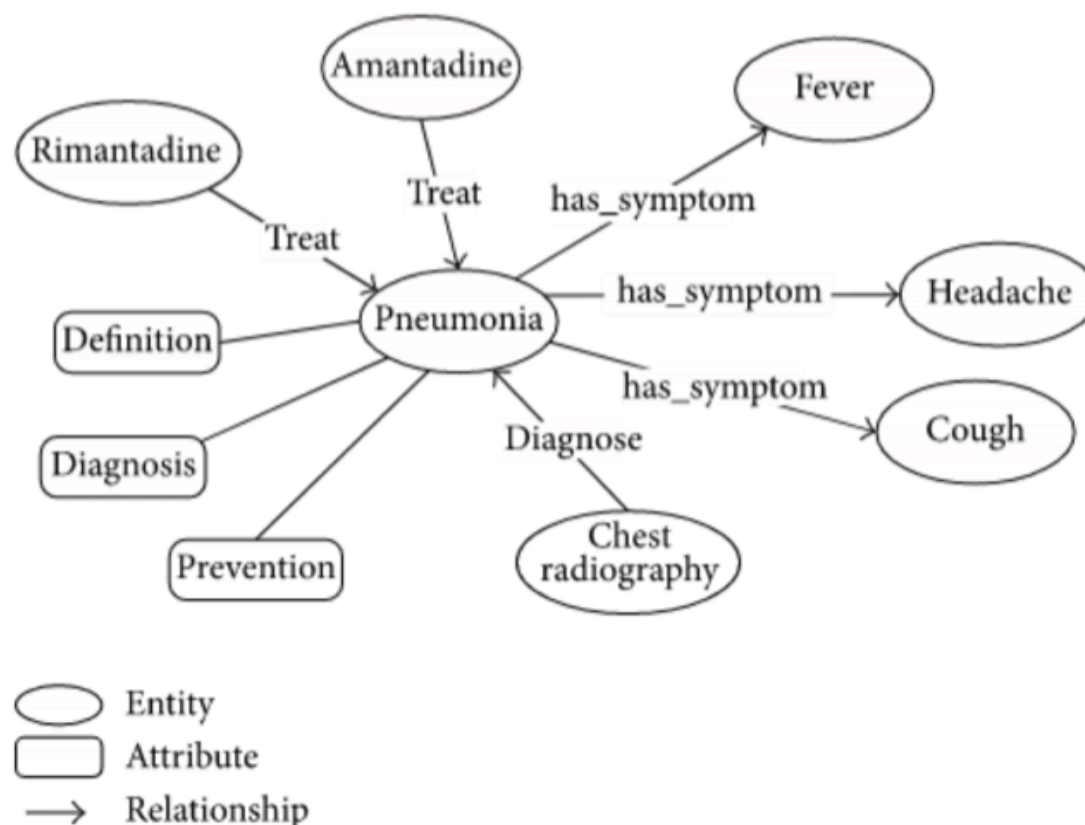 Amantadine
Fever
Rimantadine
Treat
has_symptom
Treat
has_symptom
Headache
Pneumonia
Definition
has_symptom
Cough
Diagnose
Diagnosis
Chest
radiography
Prevention
Entity
Attribute
Relationship